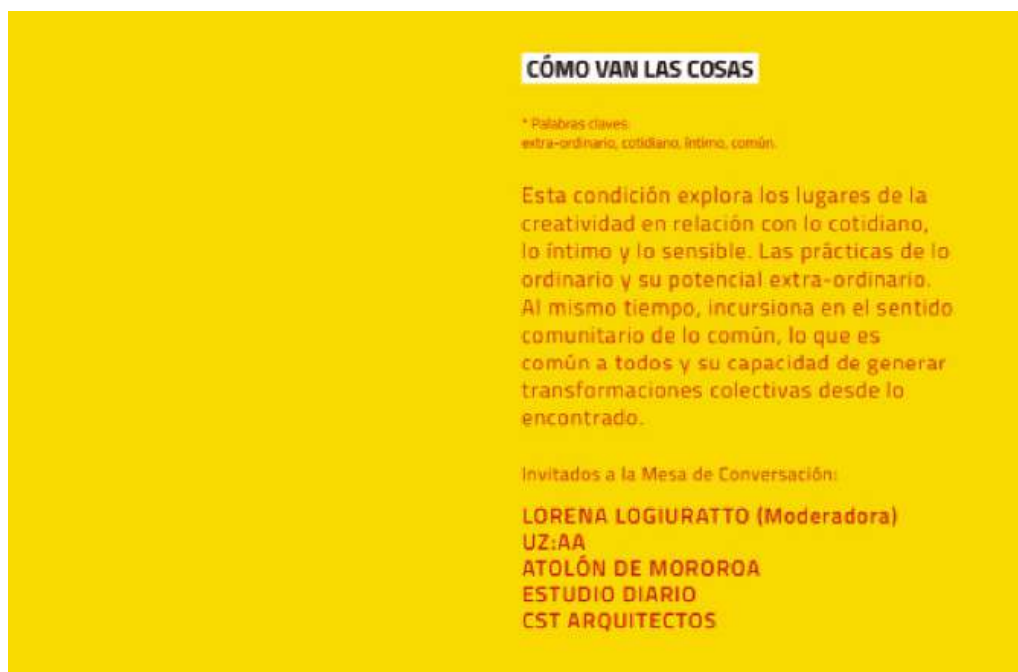 CÓMO VAN LAS COSAS
* Palabras claves:
extra-ordinario, cotidiano, íntimo, común.
Esta condición explora los lugares de la
creatividad en relación con lo cotidiano,
lo íntimo y lo sensible. Las prácticas de lo
ordinario y su potencial extra-ordinario.
Al mismo tiempo, incursiona en el sentido
comunitario de lo común, lo que es
común a todos y su capacidad de generar
transformaciones colectivas desde lo
encontrado.
Invitados a la Mesa de Conversación:
LORENA LOGIURATTO (Moderadora)
UZ:AA
ATOLÓN DE MOROROA
ESTUDIO DIARIO
CST ARQUITECTOS